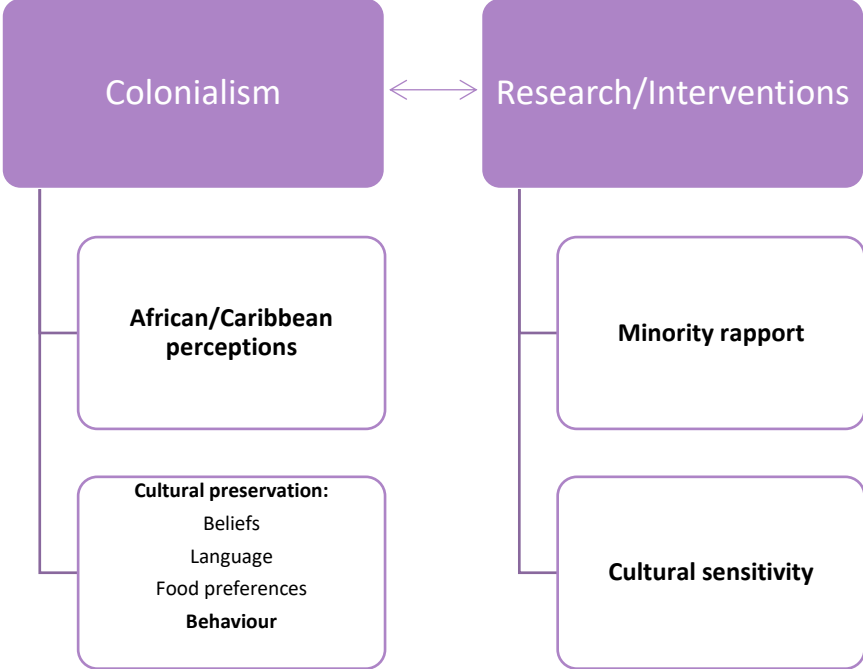 Colonialism
Research/Interventions
African/Caribbean
perceptions
Minority rapport
Cultural preservation:
Beliefs
Language
Food preferences
Behaviour
Cultural sensitivity